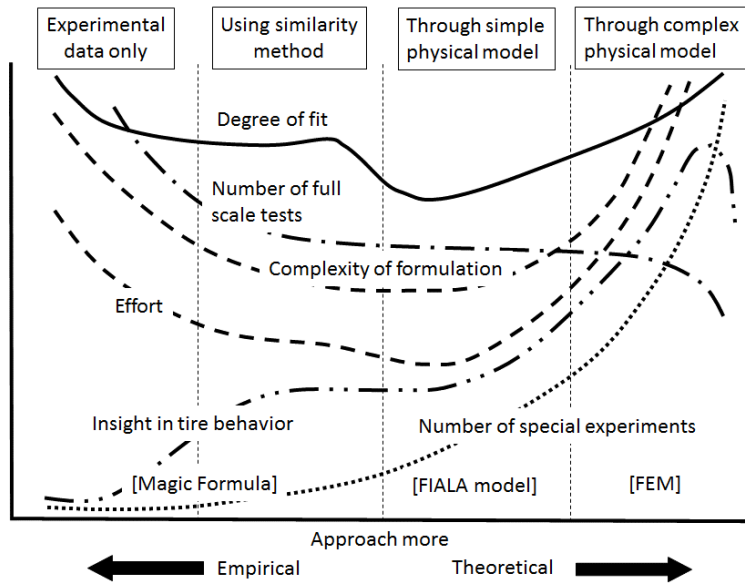 Experimental
data only
Using similarity
method
Through simple
physical model
Through complex
physical model
Degree of fit
Number of full
scale tests
Complexity of formulation
Effort
Insight in tire behavior
Number of special experiments
[Magic Formula]
[FIALA model]
[FEM]
Approach more
Empirical
Theoretical